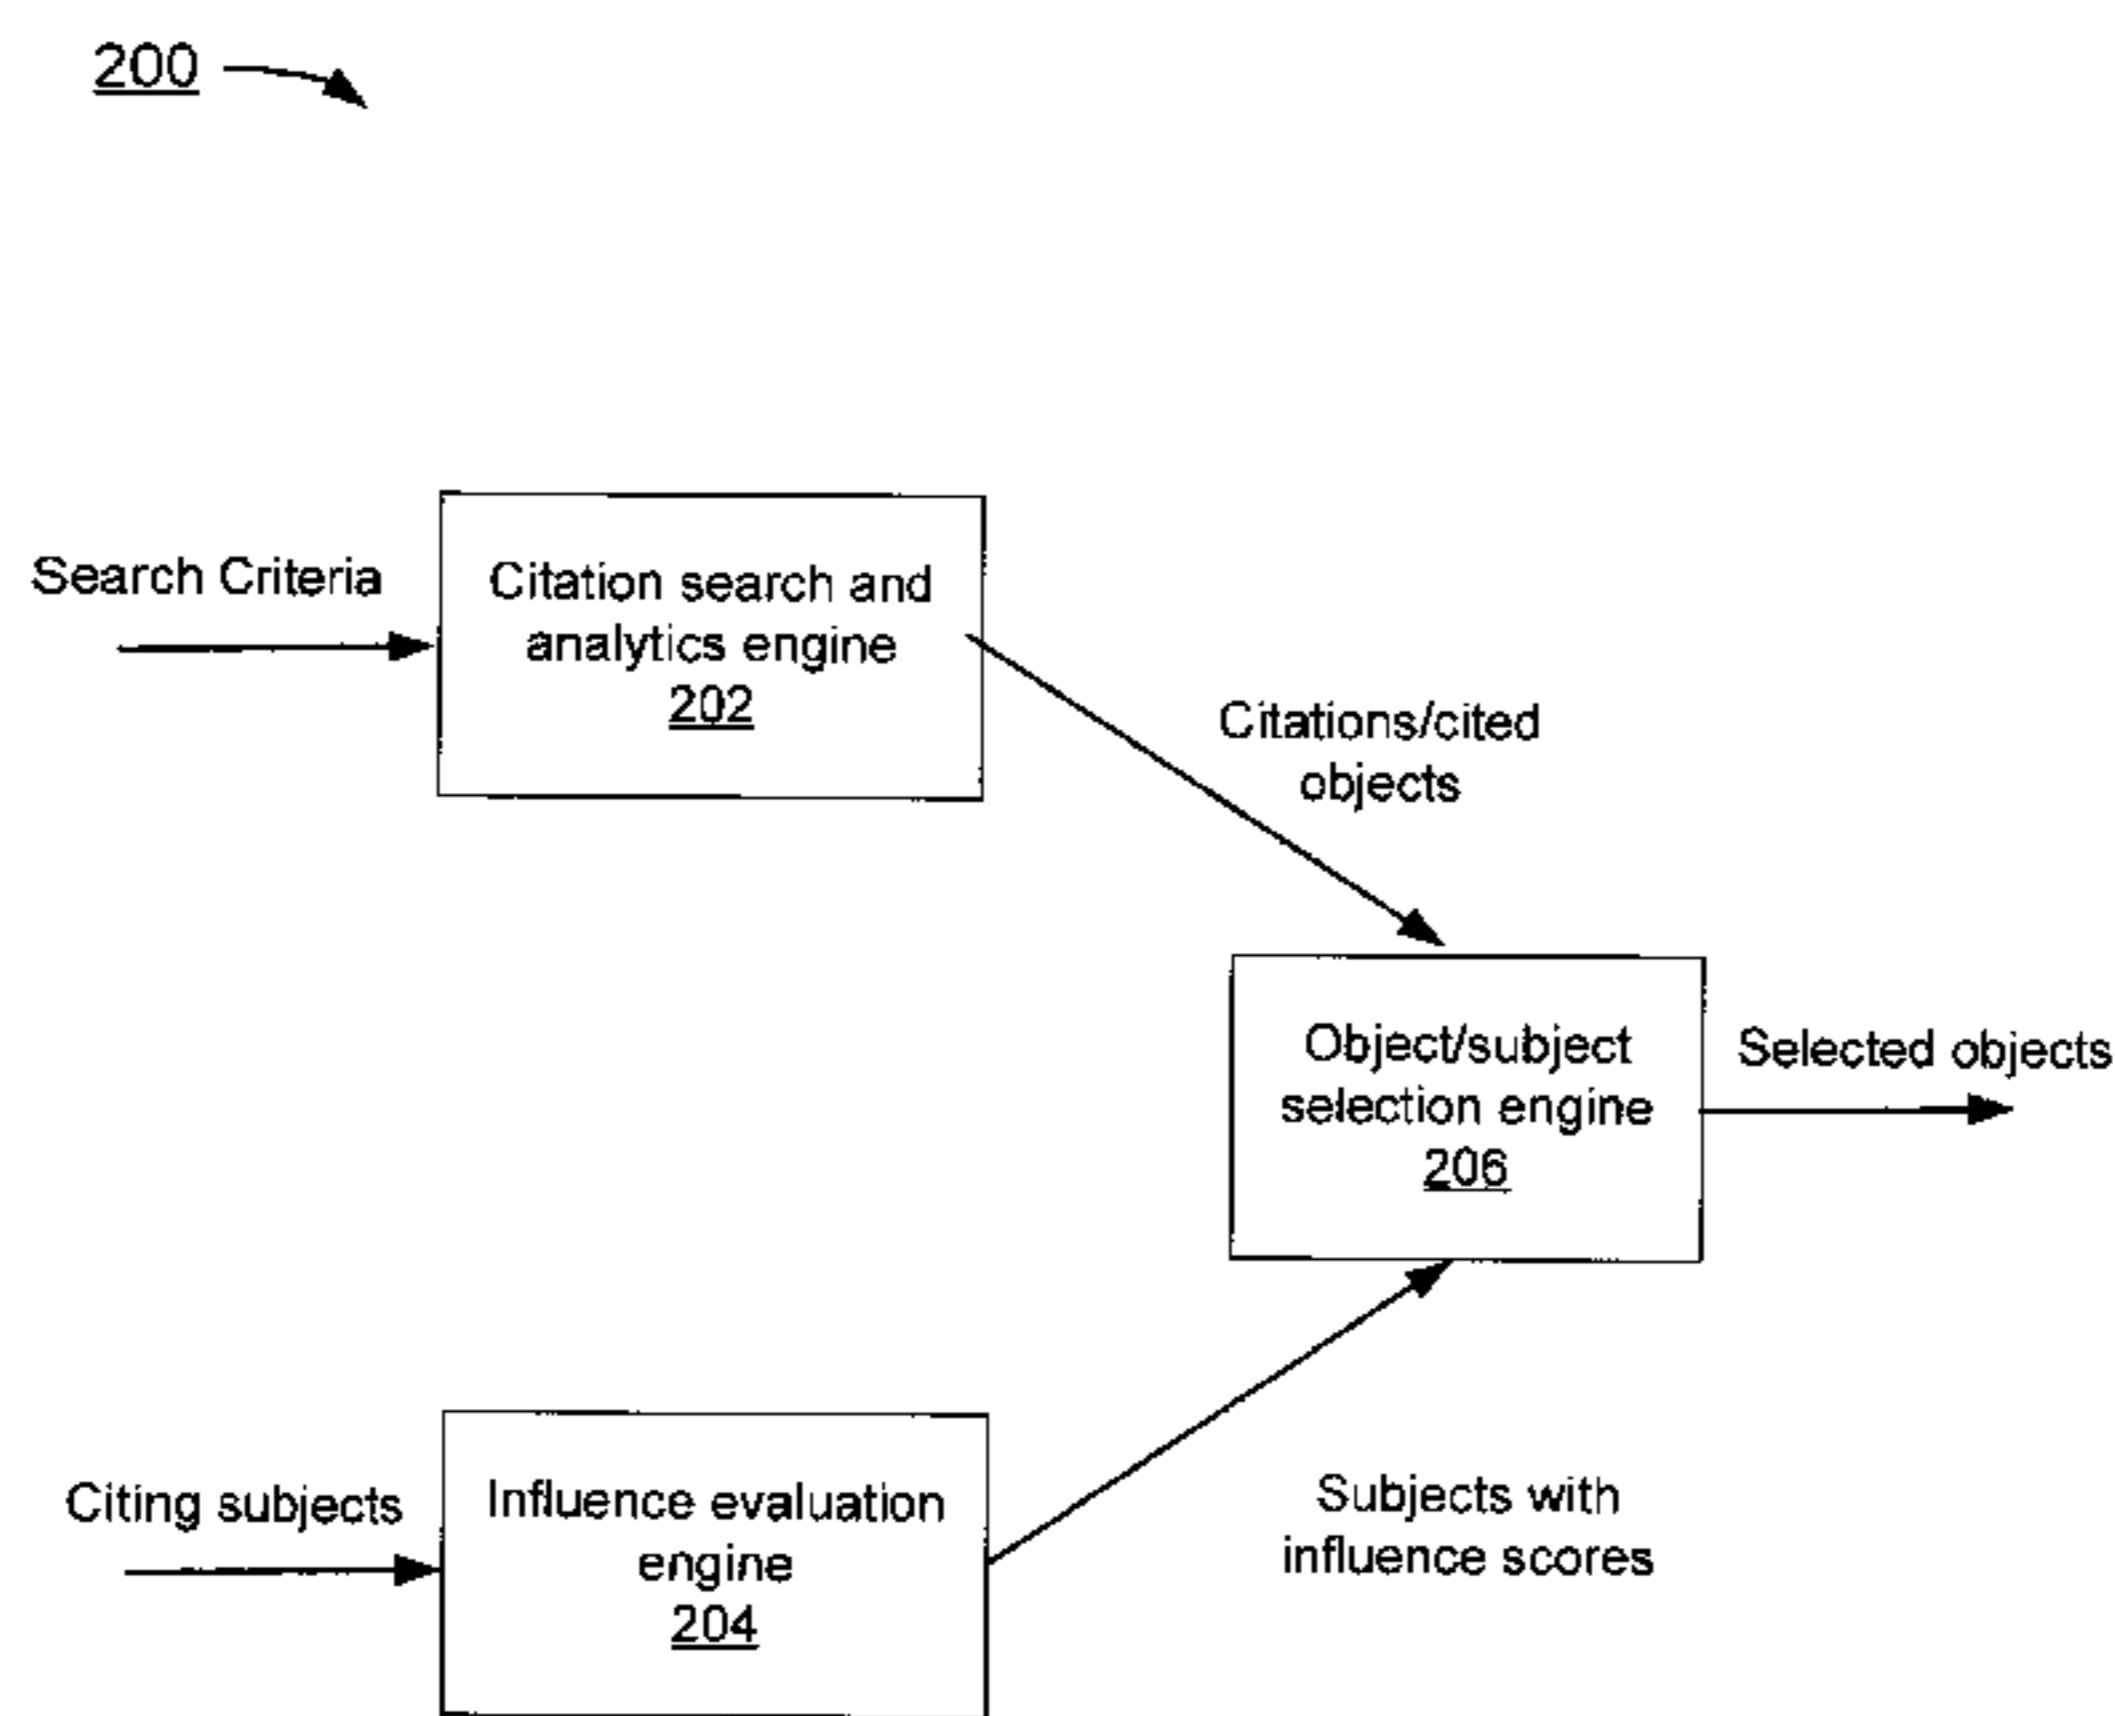 200
Search Criteria
Citation search and
analytics engine
202
Citations/cited
objects
Object/subject
selection engine
206
Selected objects
Citing subjects
Influence evaluation
engine
204
Subjects with
influence scores